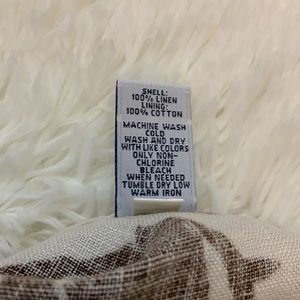 SHELL:
100% LINEN
LINING:
100% COTTON
MACHINE WASH
COLD
WASH AND DRY
WITH LIKE COLORS
ONLY NON-
CHLORINE
BLEACH
WHEN NEEDED
TUMBLE DRY LOW
WARM IRON